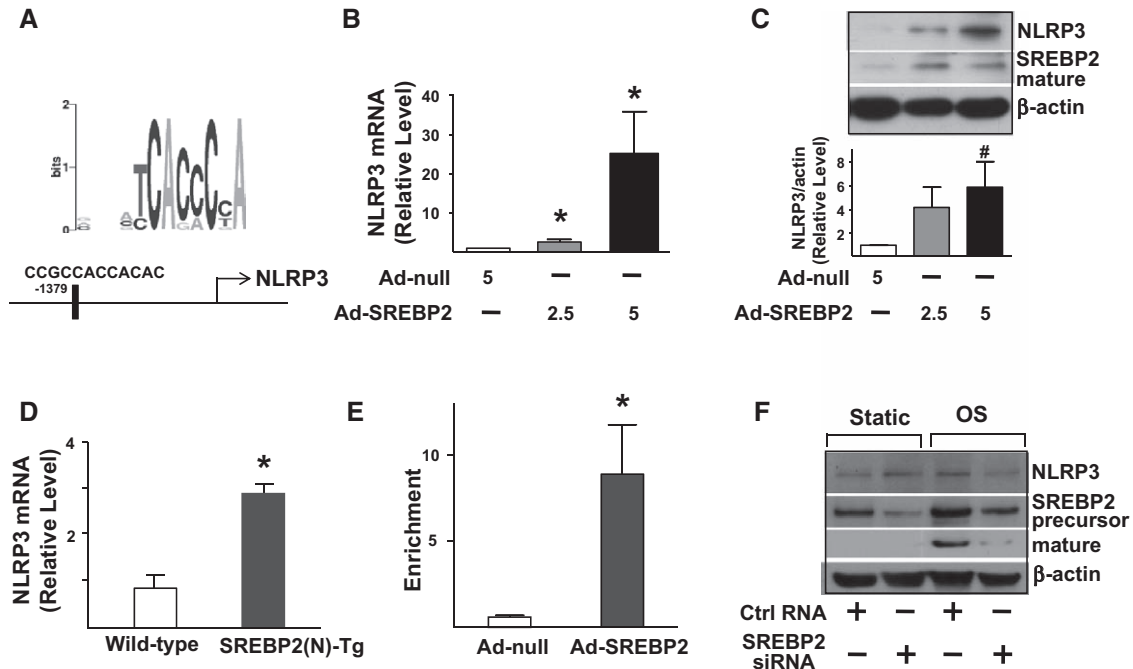 A
2
bits
1
0
TCACCCA
CCGCCACCACAC
-1379
NLRP3
B
NLRP3 mRNA
(Relative Level)
40
30
20
10
*
*
Ad-null 5 – –
Ad-SREBP2 – 2.5 5
C
NLRP3
SREBP2
mature
β-actin
NLRP3/actin
(Relative Level)
8
6
4
2
#
Ad-null 5 – –
Ad-SREBP2 – 2.5 5
D
NLRP3 mRNA
(Relative Level)
4
2
*
Wild-type SREBP2(N)-Tg
E
Enrichment
10
5
*
Ad-null Ad-SREBP2
F
Static OS
NLRP3
SREBP2
precursor
mature
β-actin
Ctrl RNA + – + –
SREBP2
siRNA – + – +